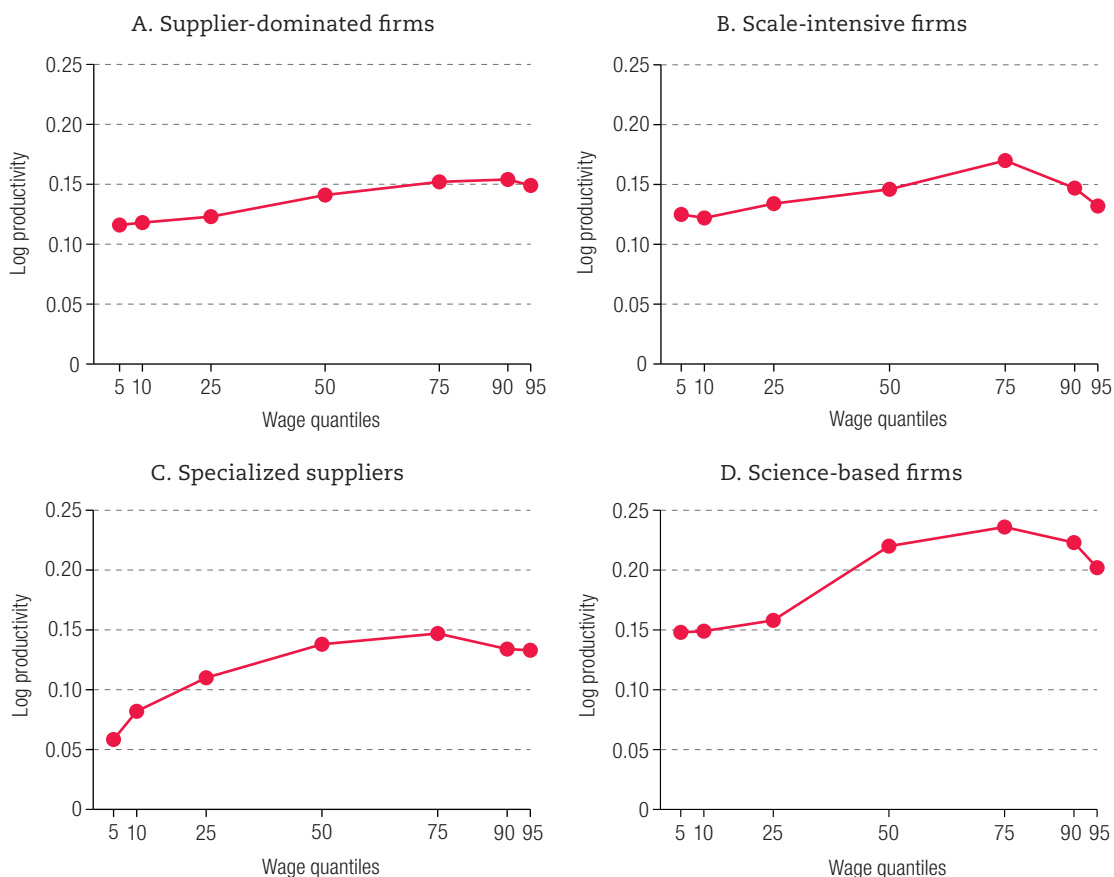 A. Supplier-dominated firms
0.25
0.20
0.15
0.10
0.05
0
Log productivity
5 10 25 50 75 90 95
Wage quantiles
B. Scale-intensive firms
0.25
0.20
0.15
0.10
0.05
0
Log productivity
5 10 25 50 75 90 95
Wage quantiles
C. Specialized suppliers
0.25
0.20
0.15
0.10
0.05
0
Log productivity
5 10 25 50 75 90 95
Wage quantiles
D. Science-based firms
0.25
0.20
0.15
0.10
0.05
0
Log productivity
5 10 25 50 75 90 95
Wage quantiles